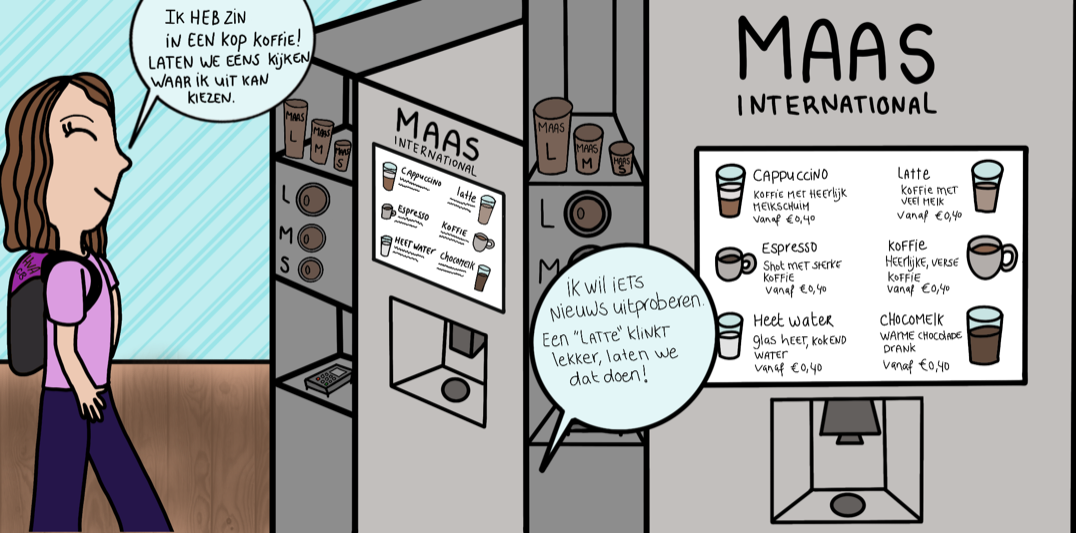 IK HEB ZIN
IN EEN KOP KOFFIE!
LATEN WE EENS KIJKEN
WAAR IK UIT KAN
KIEZEN.
MAAS
L
MAAS
M
MAAS
S
L
M
S
MAAS
INTERNATIONAL
CAPPUCCINO
latte
Espresso
KOFFIE
HEET WATER
CHOCOMELK
MAAS
L
MAAS
M
MAAS
S
L
M
iK WIL iETS
NIEUWS UITPROBEREN.
EEN "LATTE" KLINKT
lekker, laten we
dat doen!
MAAS
INTERNATIONAL
CAPPUCCINO
KOFFIE MET HEERLIJK
MELKSCHUIM
Vanaf €0,40
Latte
KOFFIE MET
VEEL MELK
Vanaf €0,40
Espresso
Shot MET STERKE
KOFFIE
Vanaf €0,40
KOFFIE
HEERLIJKE, VERSE
KOFFIE
Vanaf €0,40
Heet water
glas HEET, KOKEND
WATER
Vanaf €0,40
CHOCOMElk
WARME CHOCOLADE
DRANK
Vanaf €0,40